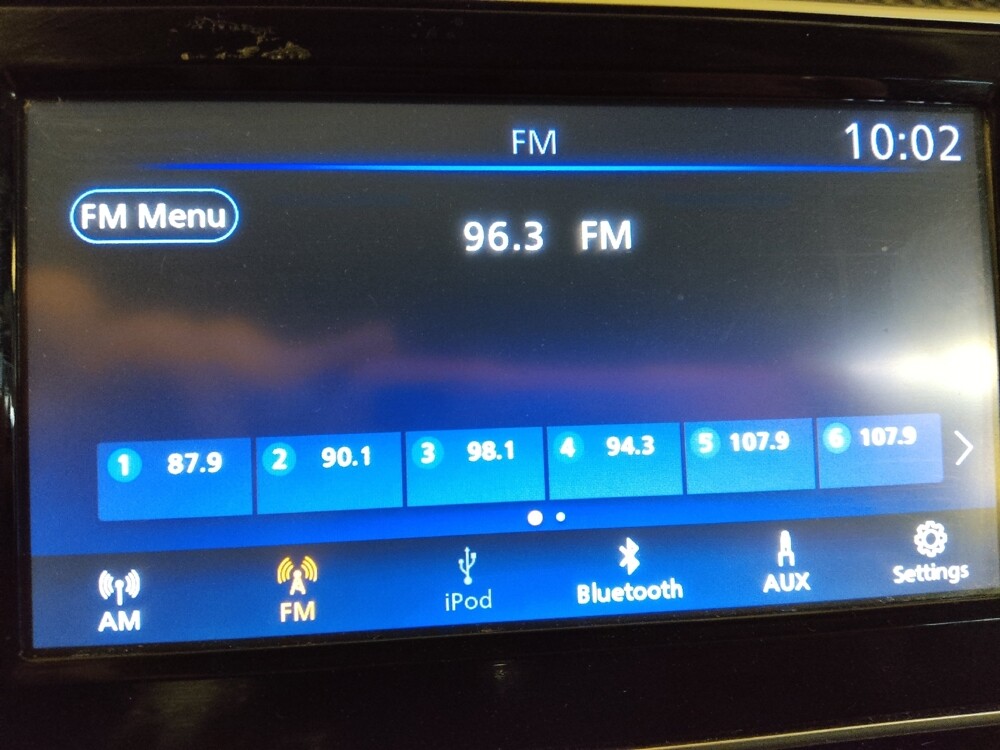 FM 10:02
FM Menu
96.3 FM
1 87.9 2 90.1 3 98.1 4 94.3 5 107.9 6 107.9
AM FM iPod Bluetooth AUX Settings